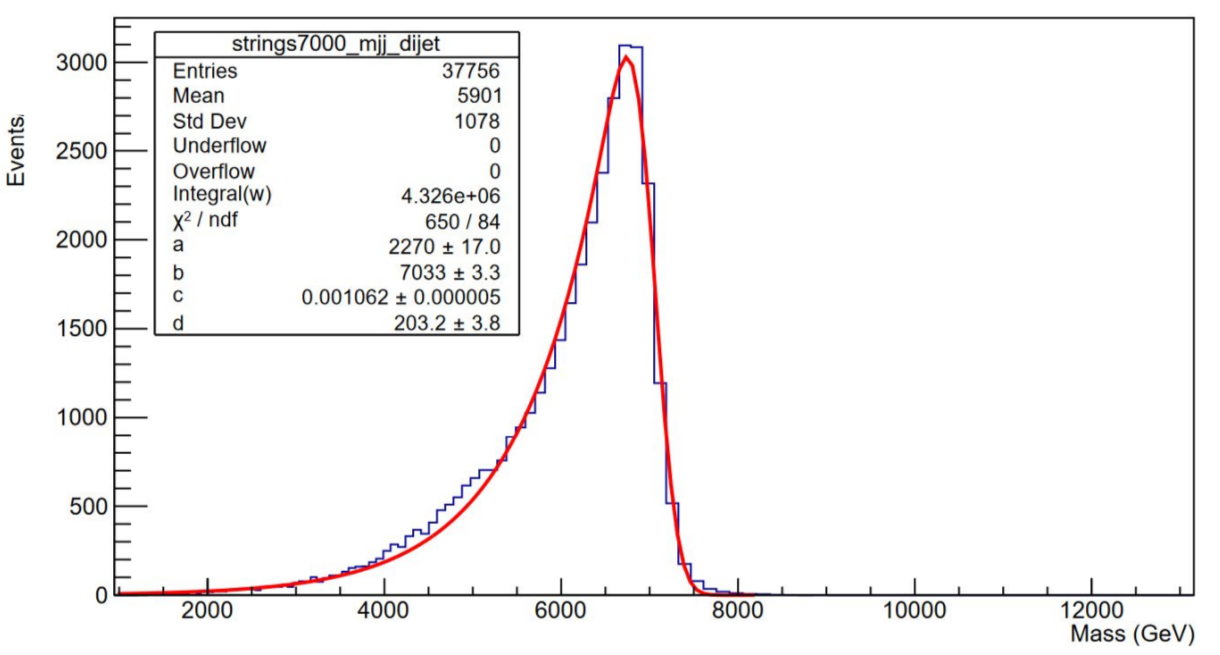 strings7000_mjj_dijet
Entries 37756
Mean 5901
Std Dev 1078
Underflow 0
Overflow 0
Integral(w) 4.326e+06
χ² / ndf 650 / 84
a 2270 ± 17.0
b 7033 ± 3.3
c 0.001062 ± 0.000005
d 203.2 ± 3.8
Events
3000
2500
2000
1500
1000
500
0
2000 4000 6000 8000 10000 12000
Mass (GeV)